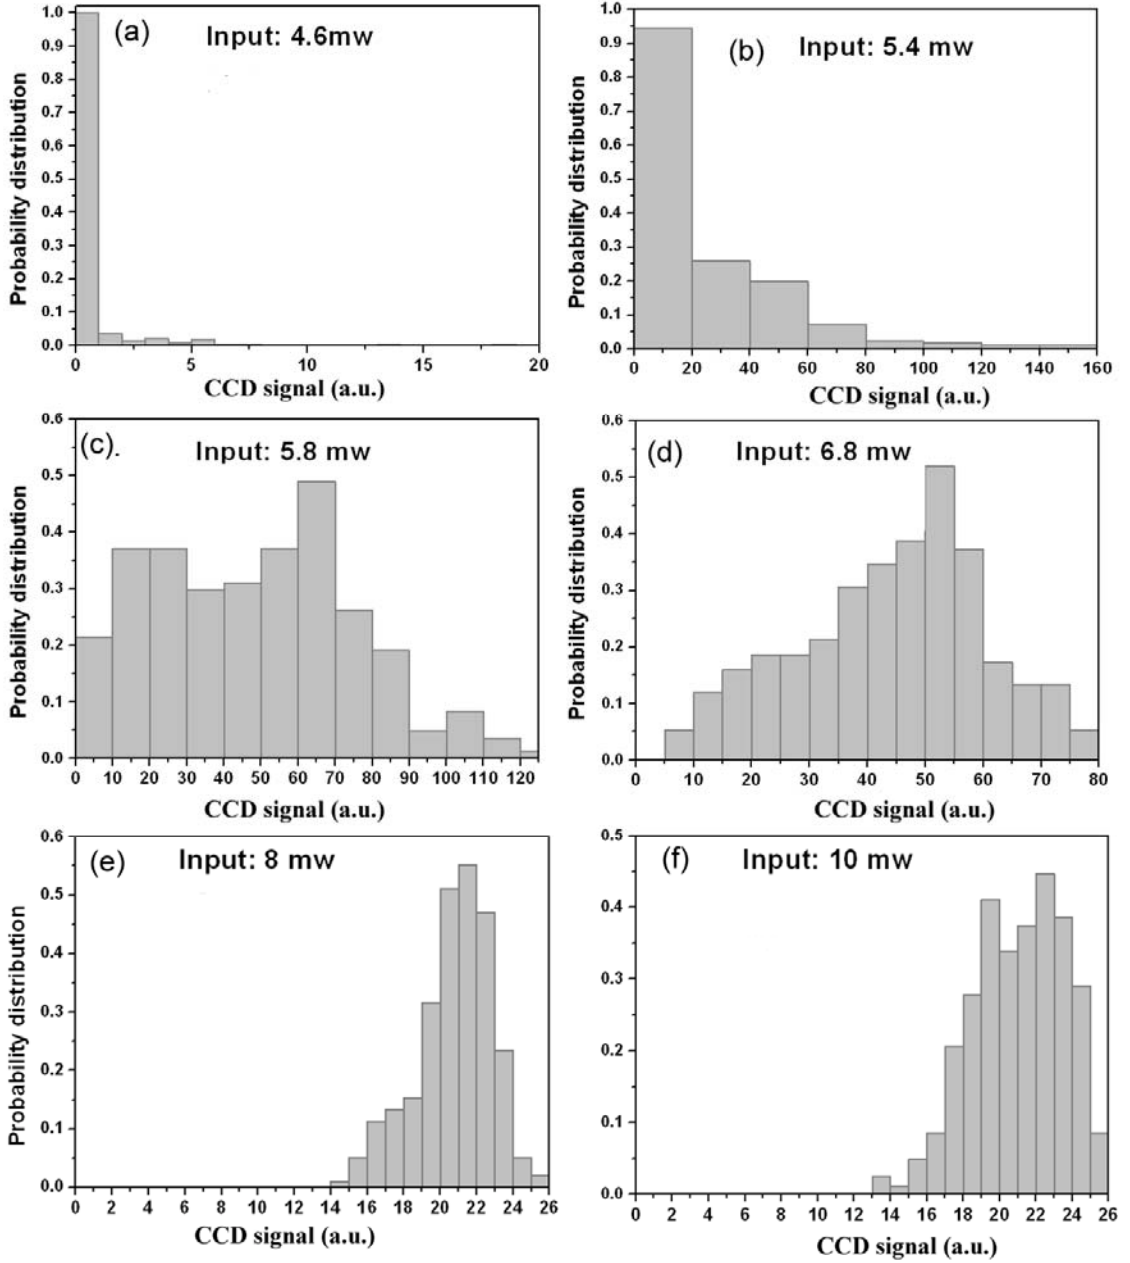 (a) Input: 4.6mw
Probability distribution
1.0
0.9
0.8
0.7
0.6
0.5
0.4
0.3
0.2
0.1
0.0
0 5 10 15 20
CCD signal (a.u.)
(b) Input: 5.4 mw
Probability distribution
1.0
0.9
0.8
0.7
0.6
0.5
0.4
0.3
0.2
0.1
0.0
0 20 40 60 80 100 120 140 160
CCD signal (a.u.)
(c). Input: 5.8 mw
Probability distribution
0.6
0.5
0.4
0.3
0.2
0.1
0.0
0 10 20 30 40 50 60 70 80 90 100 110 120
CCD signal (a.u.)
(d) Input: 6.8 mw
Probability distribution
0.6
0.5
0.4
0.3
0.2
0.1
0.0
0 10 20 30 40 50 60 70 80
CCD signal (a.u.)
(e) Input: 8 mw
Probability distribution
0.6
0.5
0.4
0.3
0.2
0.1
0.0
0 2 4 6 8 10 12 14 16 18 20 22 24 26
CCD signal (a.u.)
(f) Input: 10 mw
0.5
0.4
0.3
0.2
0.1
0.0
0 2 4 6 8 10 12 14 16 18 20 22 24 26
CCD signal (a.u.)